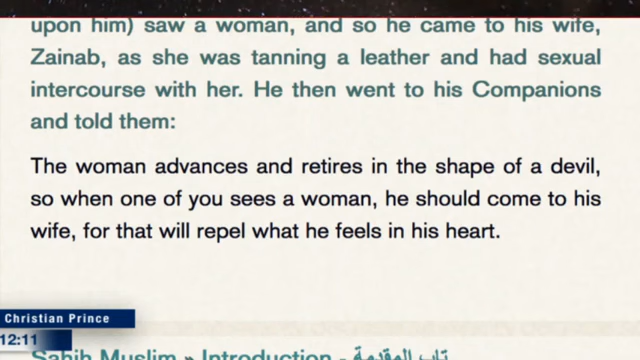 upon him) saw a woman, and so he came to his wife,
Zainab, as she was tanning a leather and had sexual
intercourse with her. He then went to his Companions
and told them:
The woman advances and retires in the shape of a devil,
so when one of you sees a woman, he should come to his
wife, for that will repel what he feels in his heart.
Christian Prince
12:11
Sahih Muslim » Introduction - كتاب المقدمة